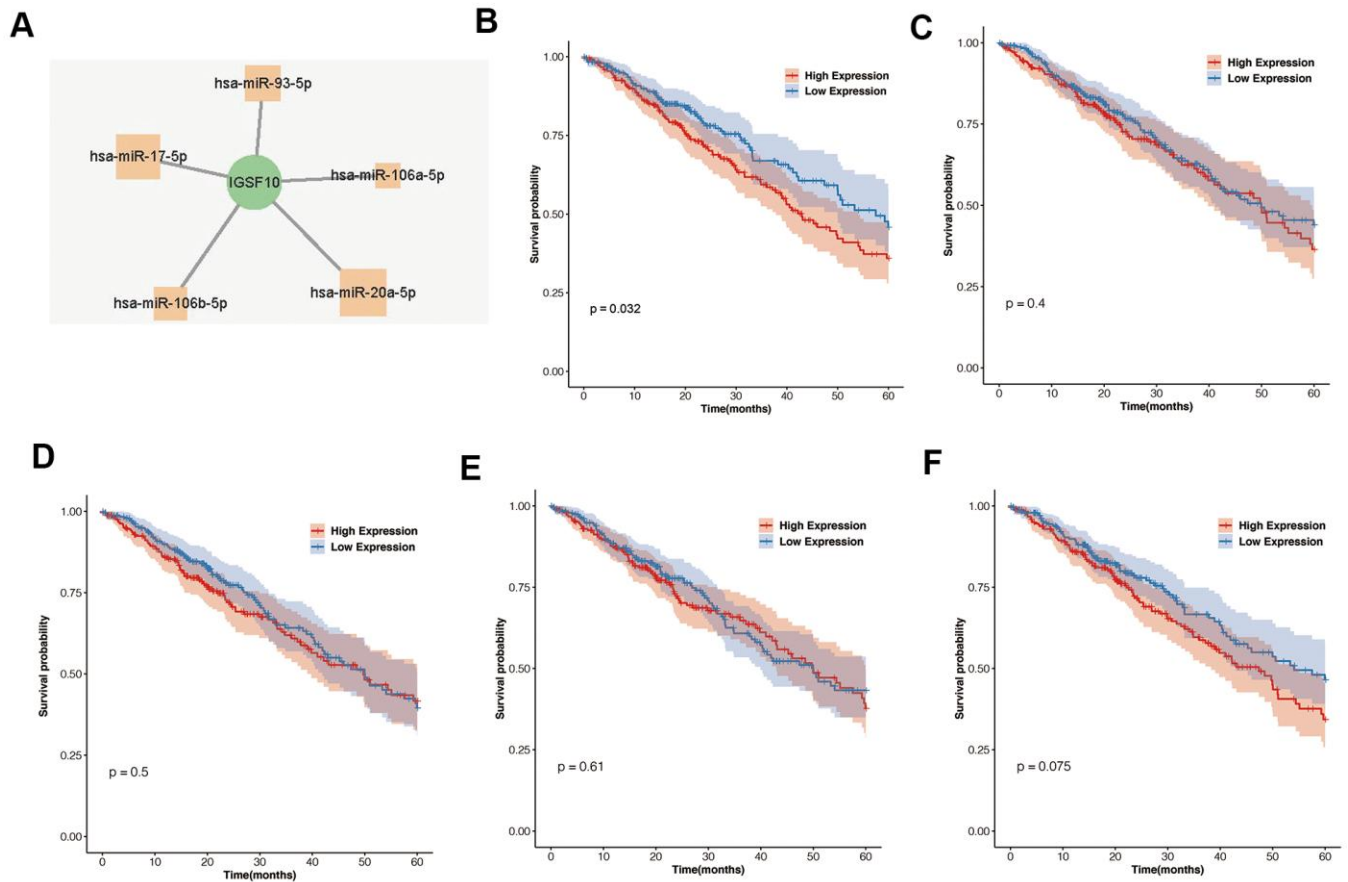 A
hsa-miR-93-5p
hsa-miR-17-5p
hsa-miR-106a-5p
IGSF10
hsa-miR-106b-5p
hsa-miR-20a-5p
B
High Expression
Low Expression
1.00
0.75
0.50
0.25
0.00
Survival probability
p = 0.032
0 10 20 30 40 50 60
Time(months)
C
High Expression
Low Expression
1.00
0.75
0.50
0.25
0.00
Survival probability
p = 0.4
0 10 20 30 40 50 60
Time(months)
D
High Expression
Low Expression
1.00
0.75
0.50
0.25
0.00
Survival probability
p = 0.5
0 10 20 30 40 50 60
Time(months)
E
High Expression
Low Expression
1.00
0.75
0.50
0.25
0.00
Survival probability
p = 0.61
0 10 20 30 40 50 60
Time(months)
F
High Expression
Low Expression
1.00
0.75
0.50
0.25
0.00
Survival probability
p = 0.075
0 10 20 30 40 50 60
Time(months)